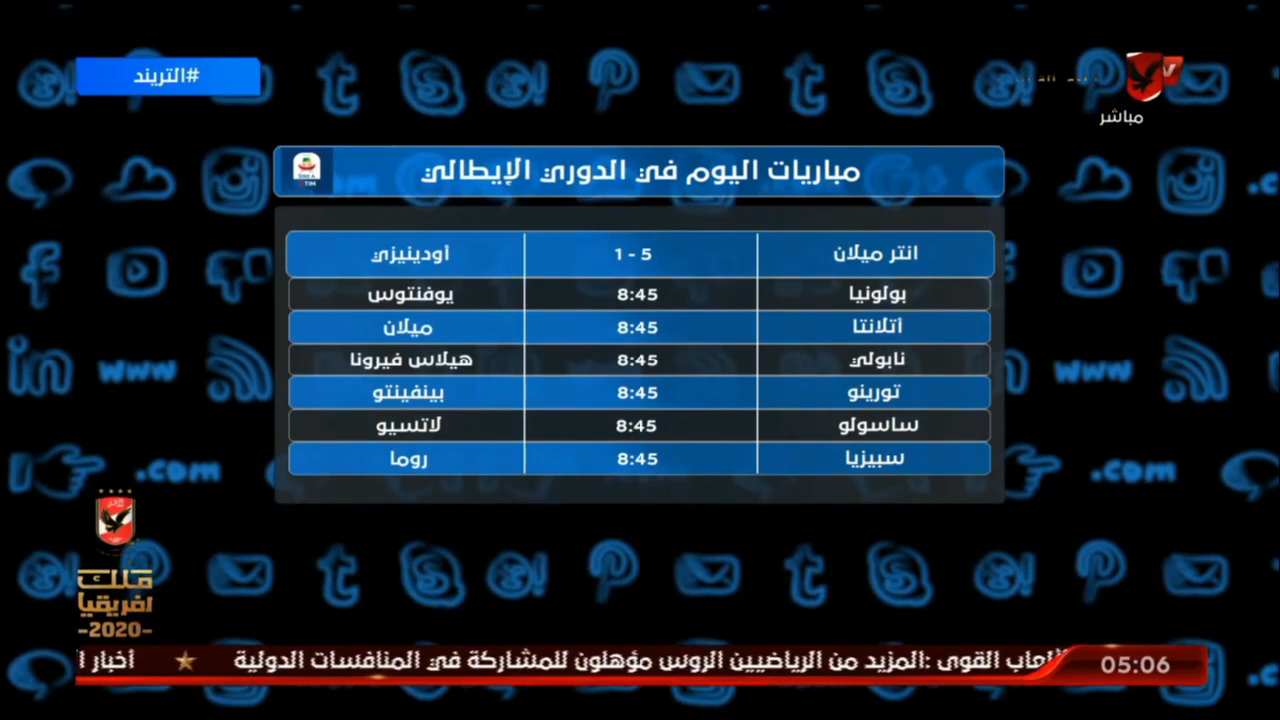 #التريند
مباشر
مباريات اليوم في الدوري الإيطالي
انتر ميلان 5 - 1 أودينيزي
بولونيا 8:45 يوفنتوس
أتلانتا 8:45 ميلان
نابولي 8:45 هيلاس فيرونا
تورينو 8:45 بينفينتو
ساسولو 8:45 لاتسيو
سبيزيا 8:45 روما
ملك
افريقيا
-2020-
05:06 القوى :المزيد من الرياضيين الروس مؤهلون للمشاركة في المنافسات الدولية ★ أخبار